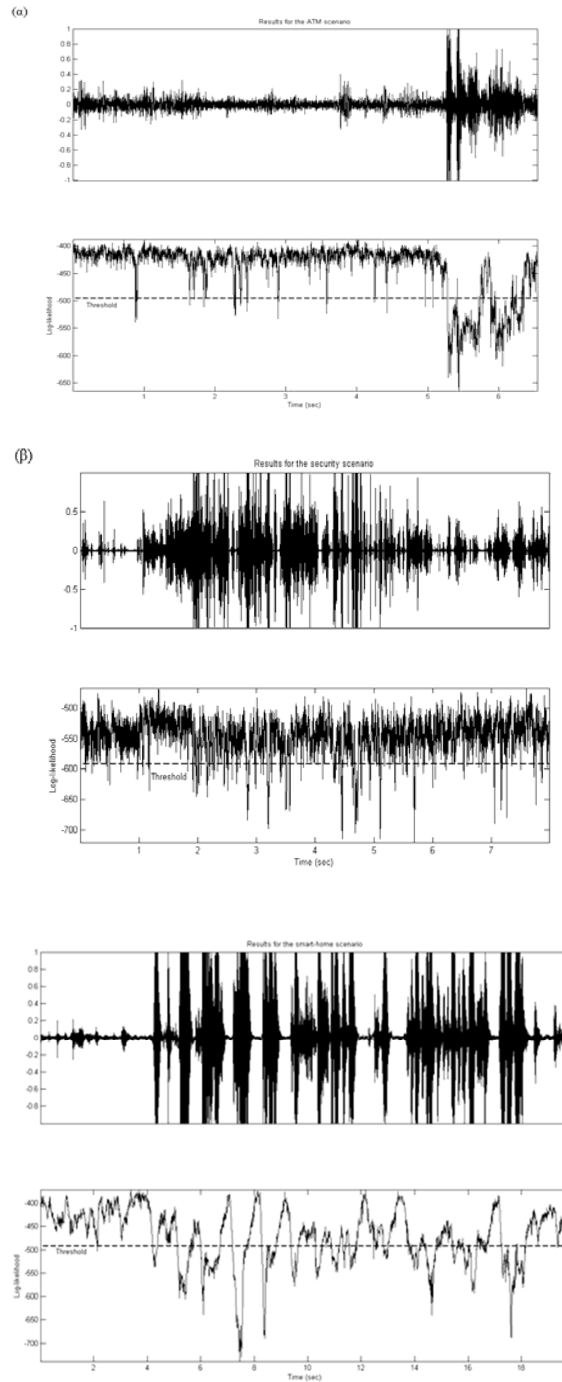 (α)
Results for the ATM scenario
1
0.8
0.6
0.4
0.2
0
-0.2
-0.4
-0.6
-0.8
-1
-400
-450
-500
-550
-600
-650
Log-likelihood
Threshold
1 2 3 4 5 6
Time (sec)
(β)
Results for the security scenario
0.5
0
-0.5
-1
-500
-550
-600
-650
-700
Log-likelihood
Threshold
1 2 3 4 5 6 7
Time (sec)
Results for the smart-home scenario
1
0.8
0.6
0.4
0.2
0
-0.2
-0.4
-0.6
-0.8
-400
-450
-500
-550
-600
-650
-700
Log-likelihood
Threshold
2 4 6 8 10 12 14 16 18
Time (sec)